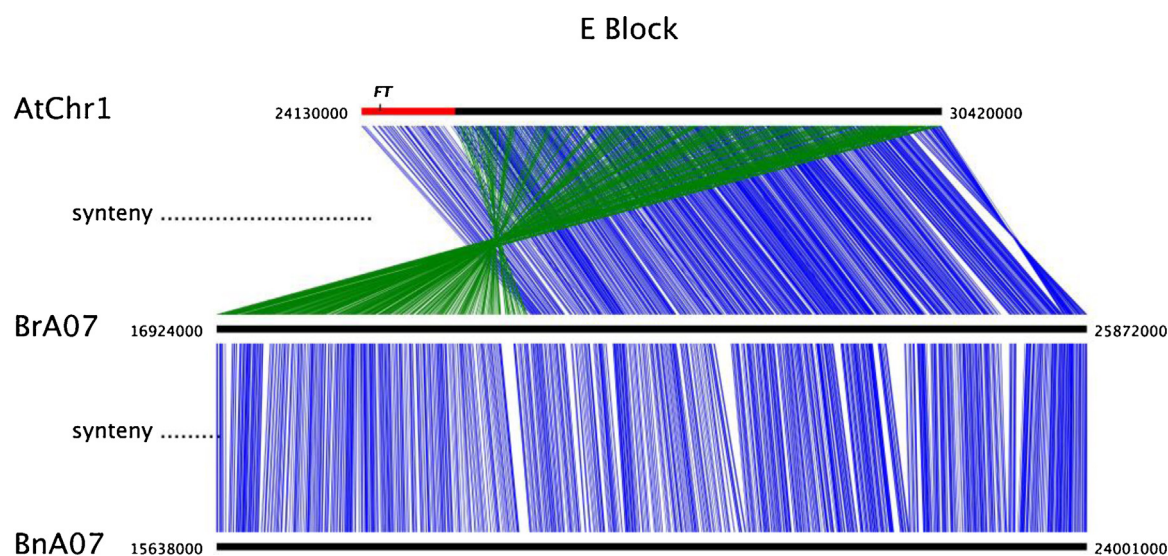 E Block
FT
AtChr1 24130000 30420000
synteny
BrA07 16924000 25872000
synteny
BnA07 15638000 24001000